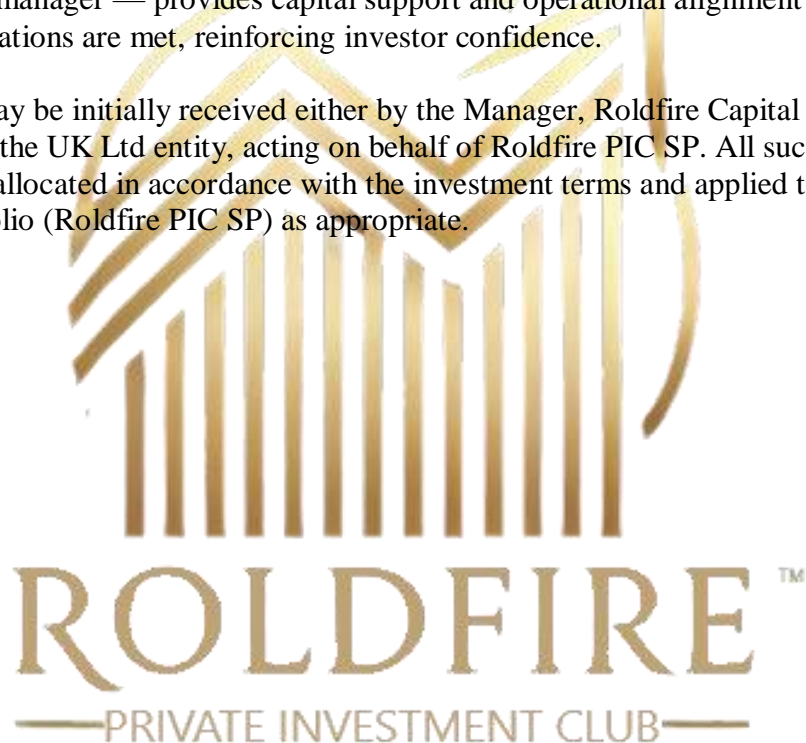 manager — provides capital support and operational alignment
ations are met, reinforcing investor confidence.
ay be initially received either by the Manager, Roldfire Capital
the UK Ltd entity, acting on behalf of Roldfire PIC SP. All suc
allocated in accordance with the investment terms and applied t
olio (Roldfire PIC SP) as appropriate.
ROLDFIRE ™
PRIVATE INVESTMENT CLUB